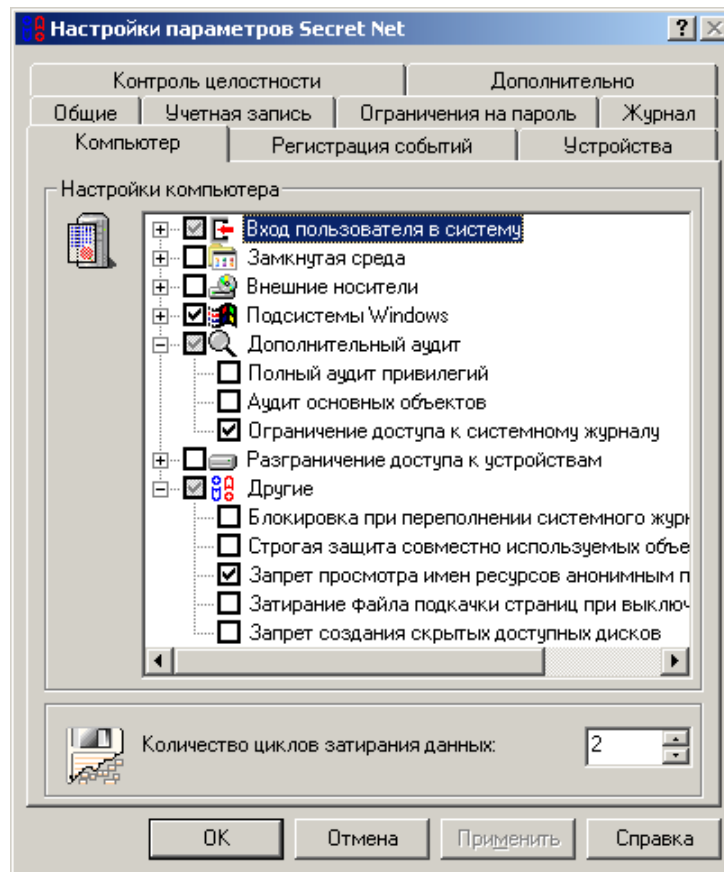 Настройки параметров Secret Net
Контроль целостности Дополнительно
Общие Учетная запись Ограничения на пароль Журнал
Компьютер Регистрация событий Устройства
Настройки компьютера
Вход пользователя в систему
Замкнутая среда
Внешние носители
Подсистемы Windows
Дополнительный аудит
Полный аудит привилегий
Аудит основных объектов
Ограничение доступа к системному журналу
Разграничение доступа к устройствам
Другие
Блокировка при переполнении системного журн
Строгая защита совместно используемых объе
Запрет просмотра имен ресурсов анонимным п
Затирание файла подкачки страниц при выключ
Запрет создания скрытых доступных дисков
Количество циклов затирания данных: 2
OK Отмена Применить Справка